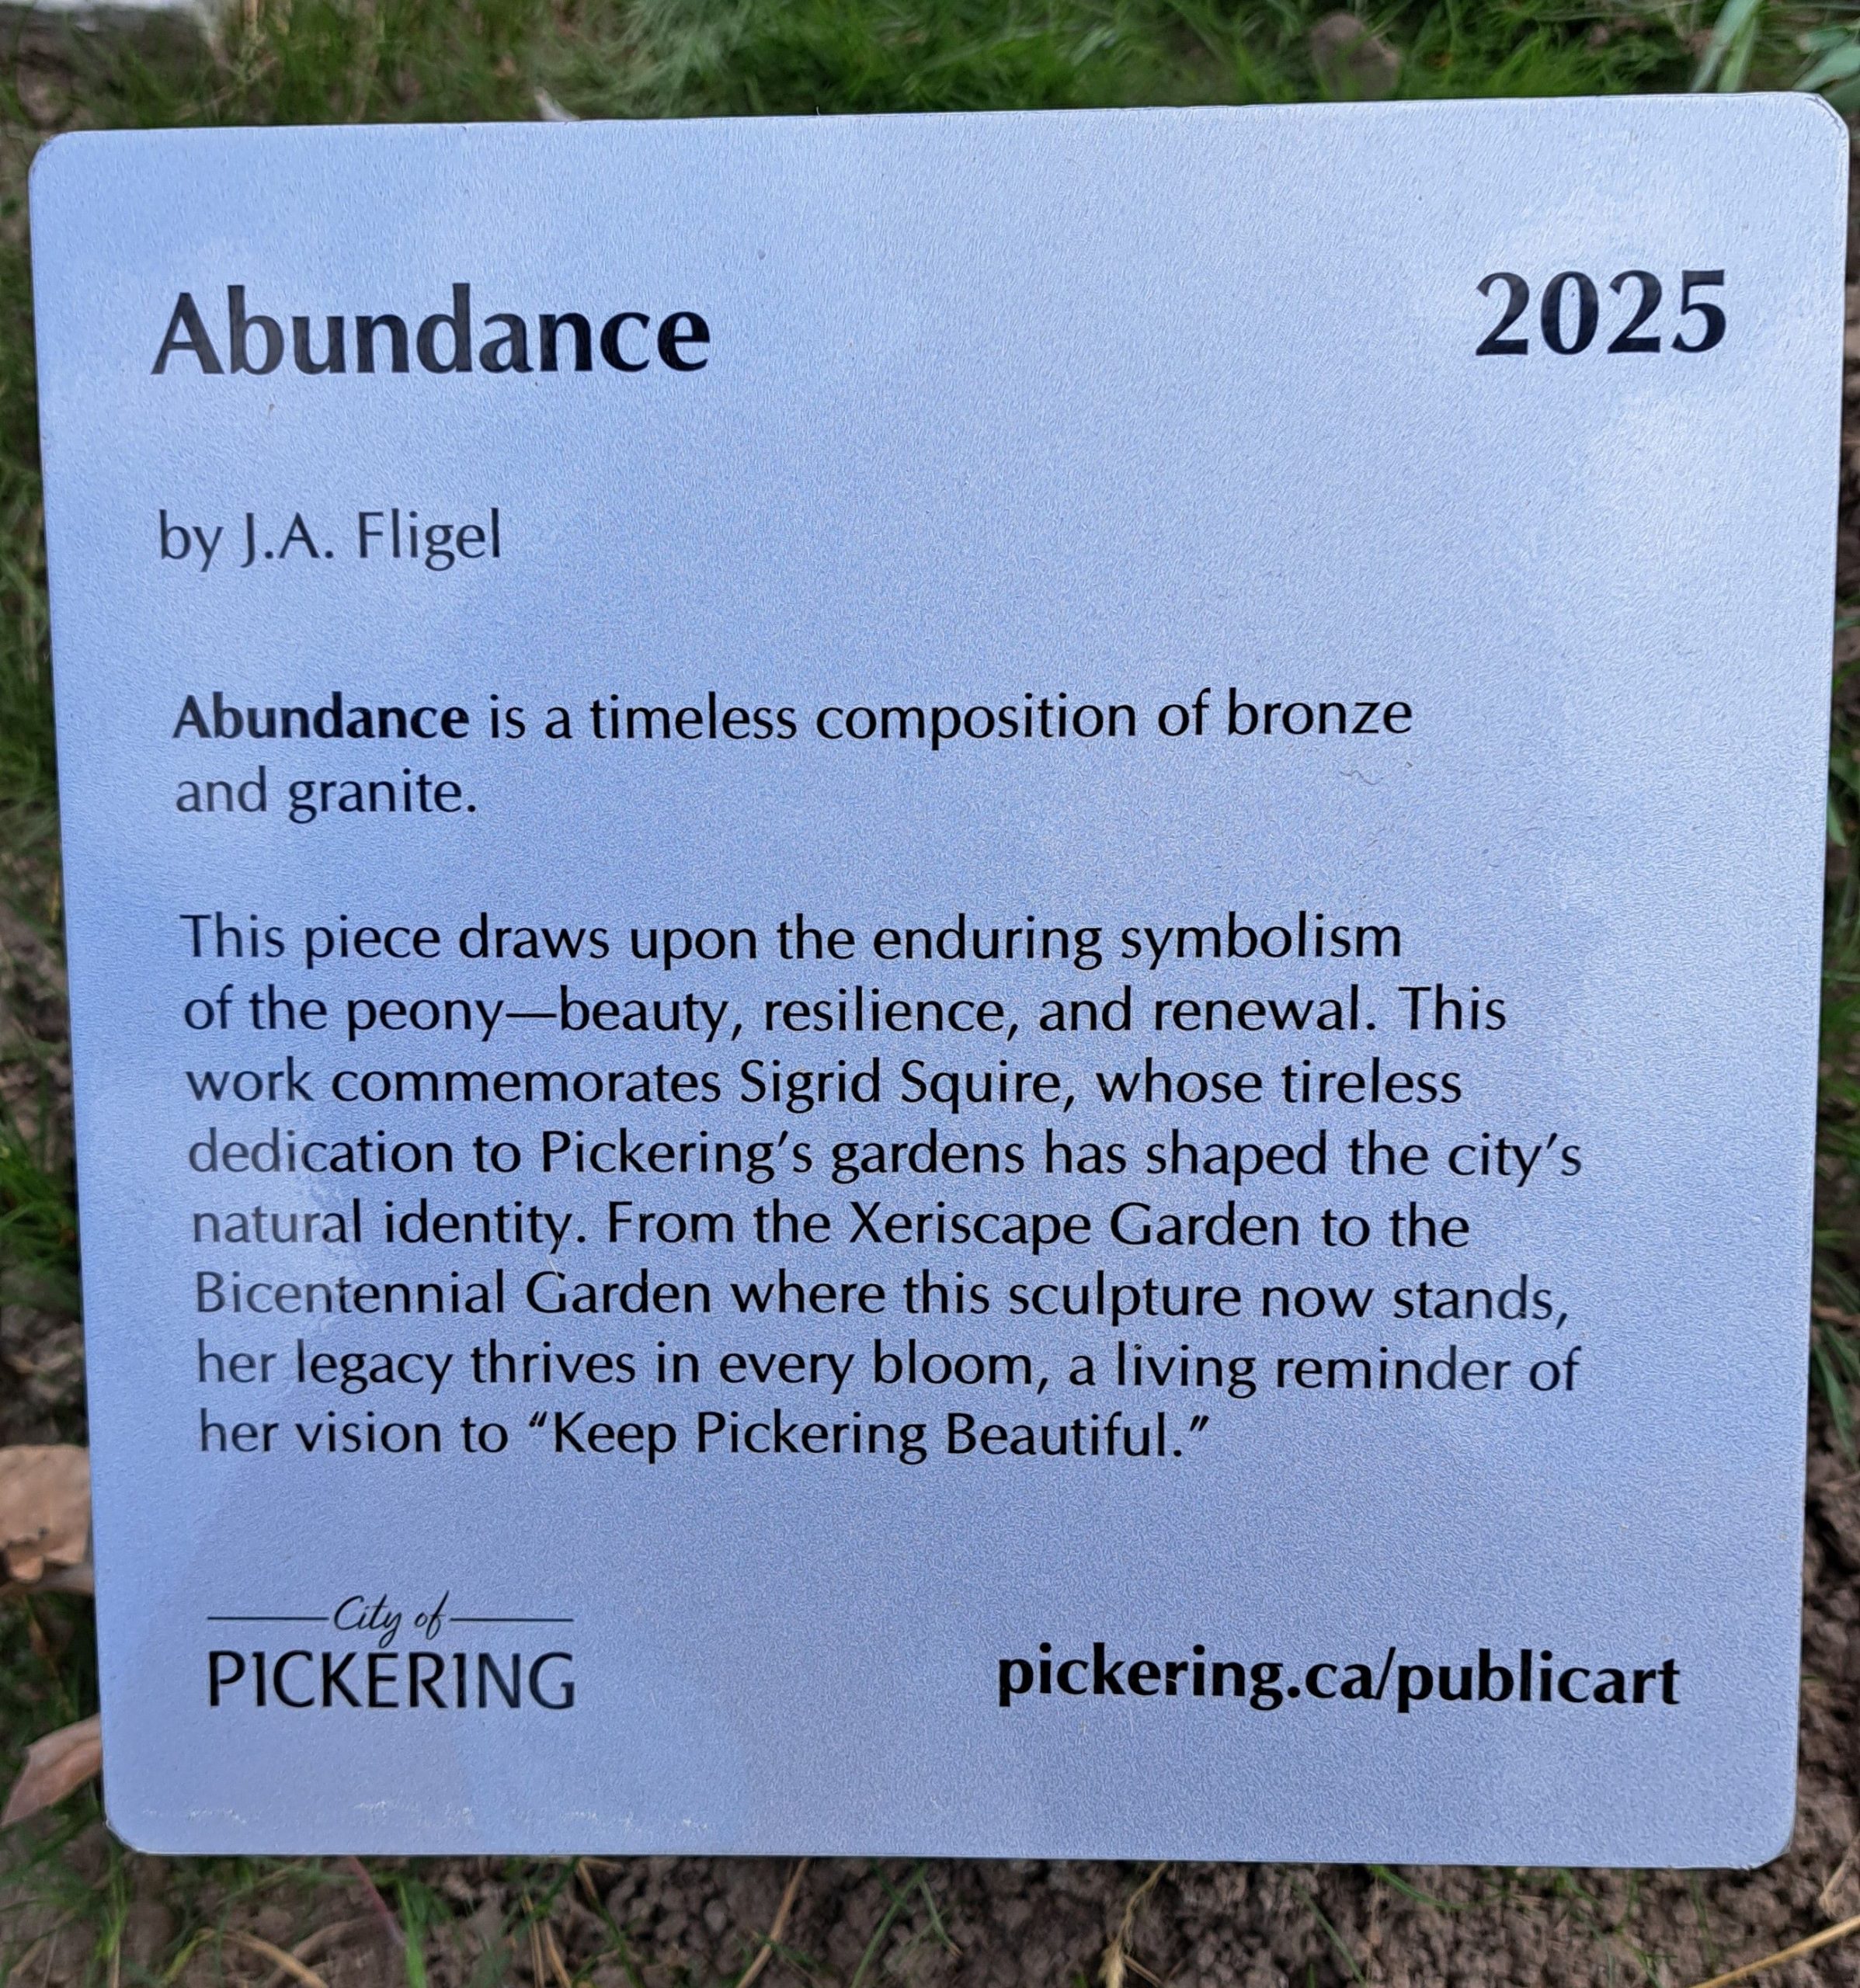 Abundance 2025
by J.A. Fligel
Abundance is a timeless composition of bronze
and granite.
This piece draws upon the enduring symbolism
of the peony—beauty, resilience, and renewal. This
work commemorates Sigrid Squire, whose tireless
dedication to Pickering’s gardens has shaped the city’s
natural identity. From the Xeriscape Garden to the
Bicentennial Garden where this sculpture now stands,
her legacy thrives in every bloom, a living reminder of
her vision to “Keep Pickering Beautiful.”
City of
PICKERING
pickering.ca/publicart